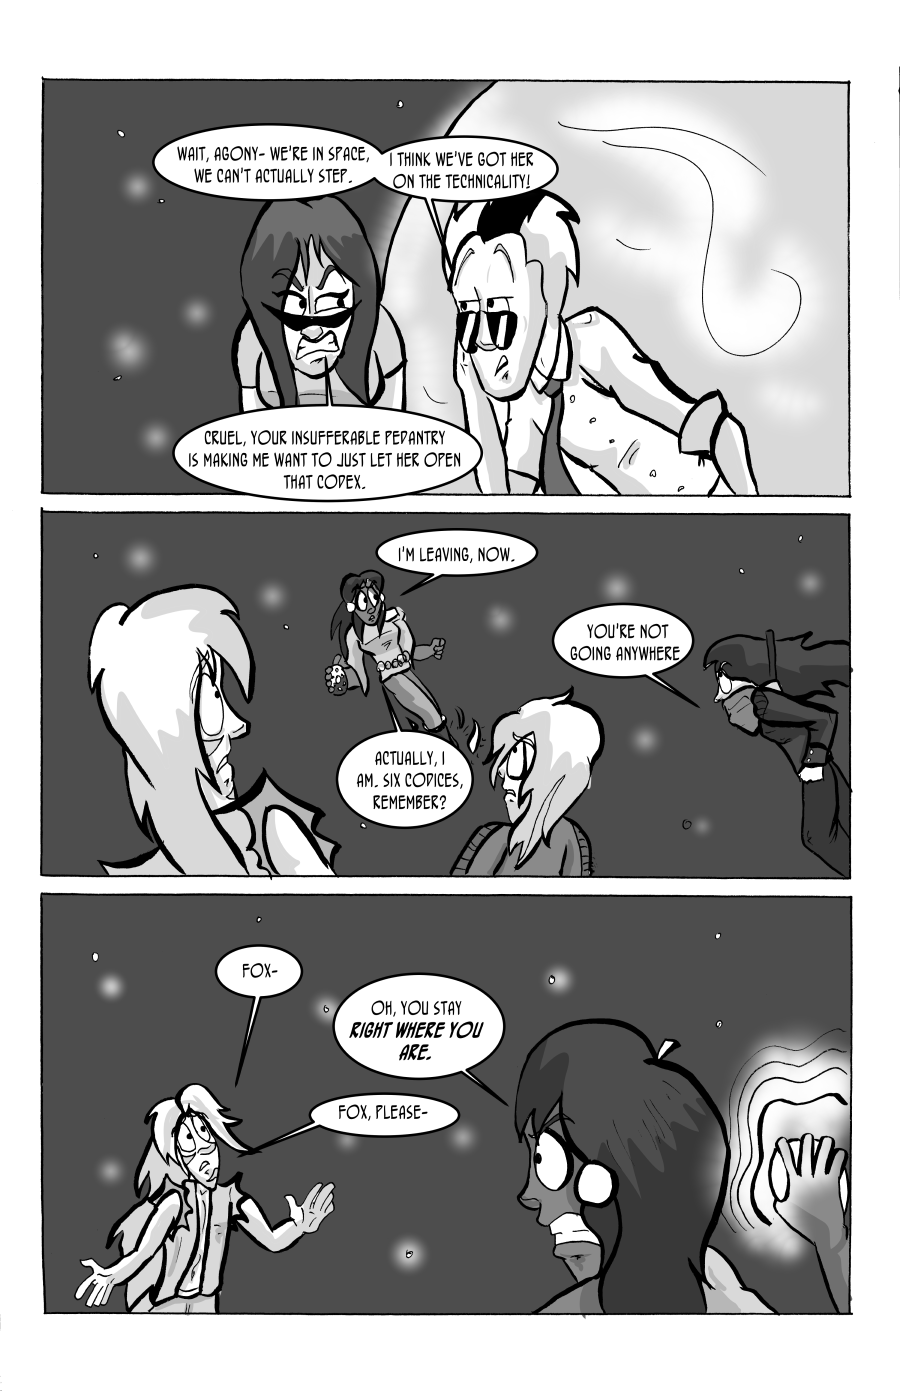 WAIT, AGONY- WE'RE IN SPACE,
WE CAN'T ACTUALLY STEP.
I THINK WE'VE GOT HER
ON THE TECHNICALITY!
CRUEL, YOUR INSUFFERABLE PEDANTRY
IS MAKING ME WANT TO JUST LET HER OPEN
THAT CODEX.
I'M LEAVING, NOW.
YOU'RE NOT
GOING ANYWHERE
ACTUALLY, I
AM. SIX CODICES,
REMEMBER?
FOX-
OH, YOU STAY
RIGHT WHERE YOU
ARE.
FOX, PLEASE-